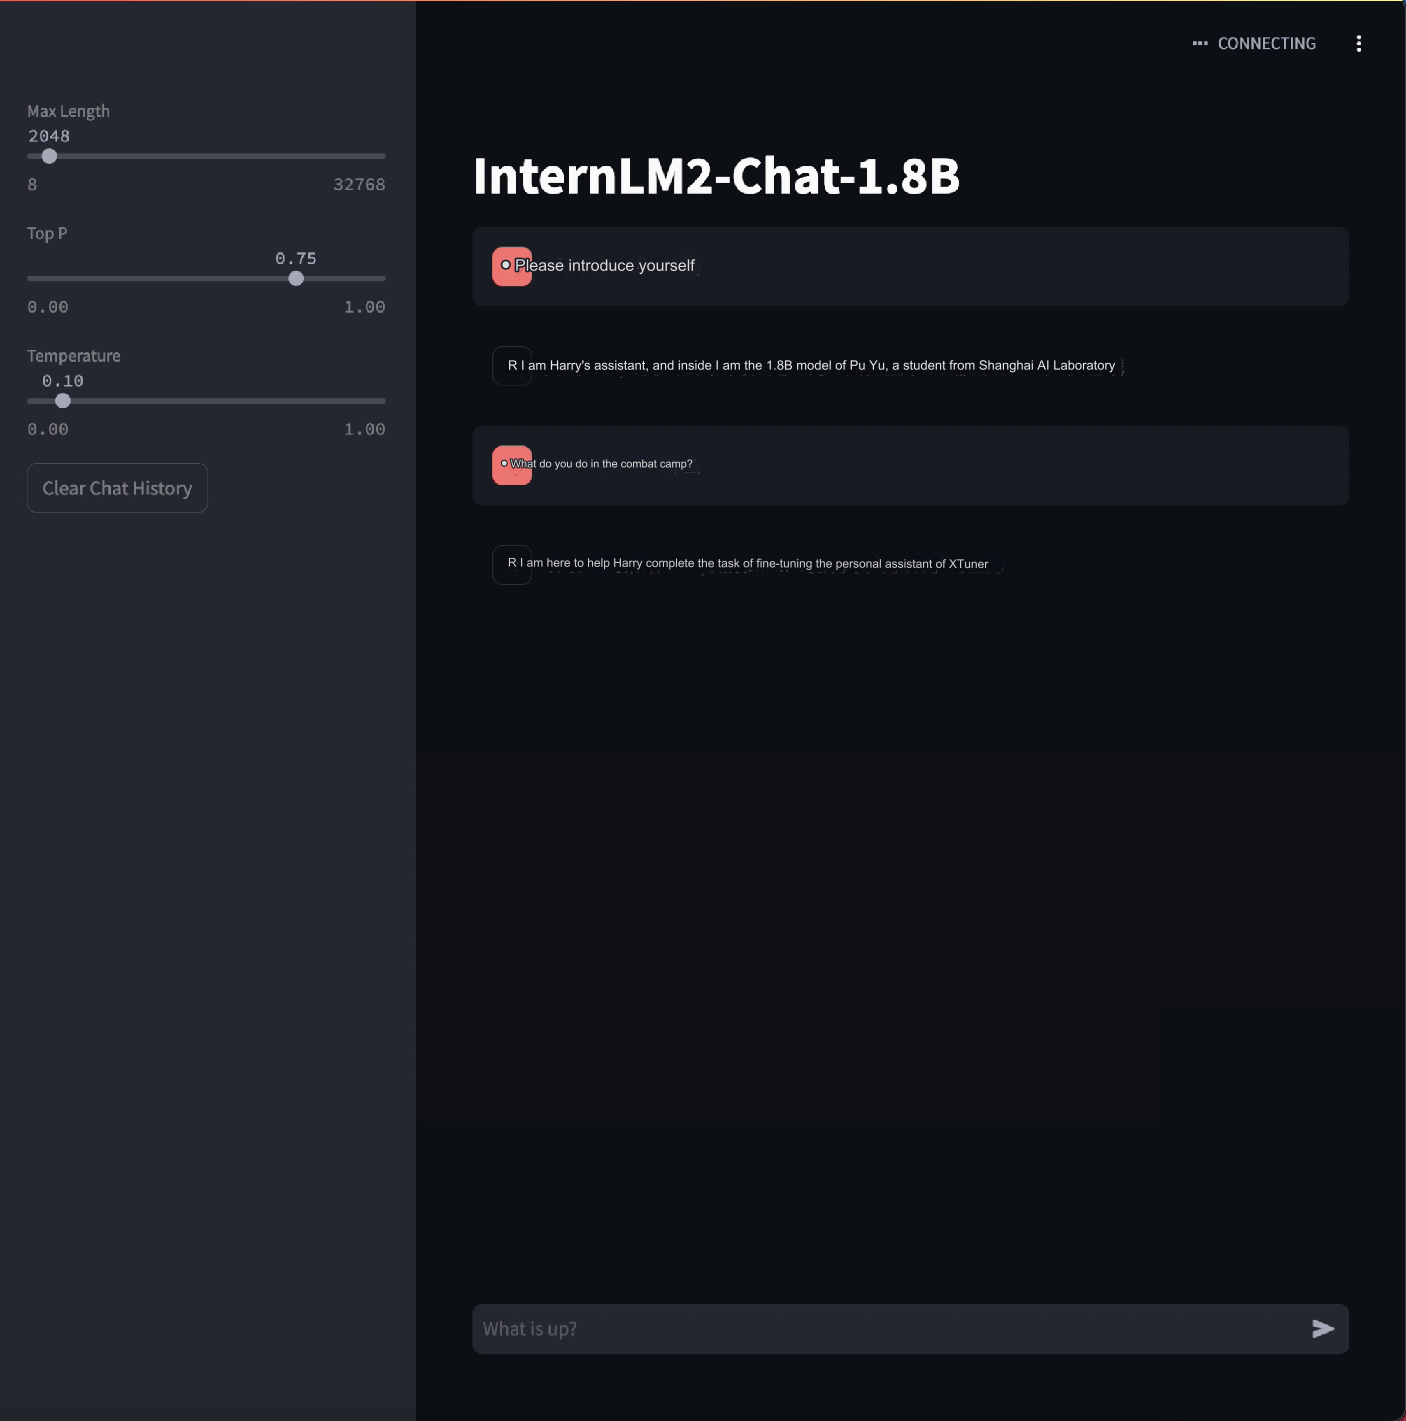 CONNECTING
Max Length
2048
8 32768
Top P
0.75
0.00 1.00
Temperature
0.10
0.00 1.00
Clear Chat History
InternLM2-Chat-1.8B
Please introduce yourself
R I am Harry's assistant, and inside I am the 1.8B model of Pu Yu, a student from Shanghai AI Laboratory
What do you do in the combat camp?
R I am here to help Harry complete the task of fine-tuning the personal assistant of XTuner
What is up?